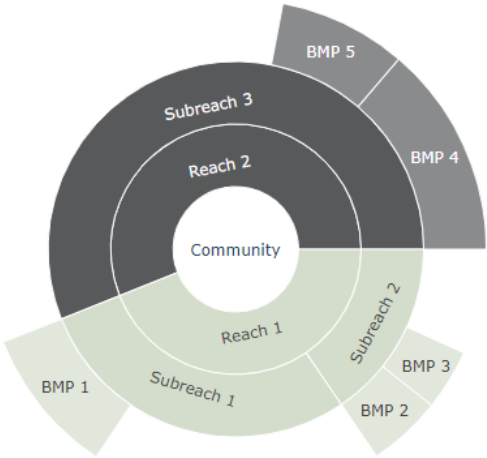 BMP 5
Subreach 3
BMP 4
Reach 2
Community
Subreach 2
Reach 1
BMP 3
BMP 1
Subreach 1
BMP 2